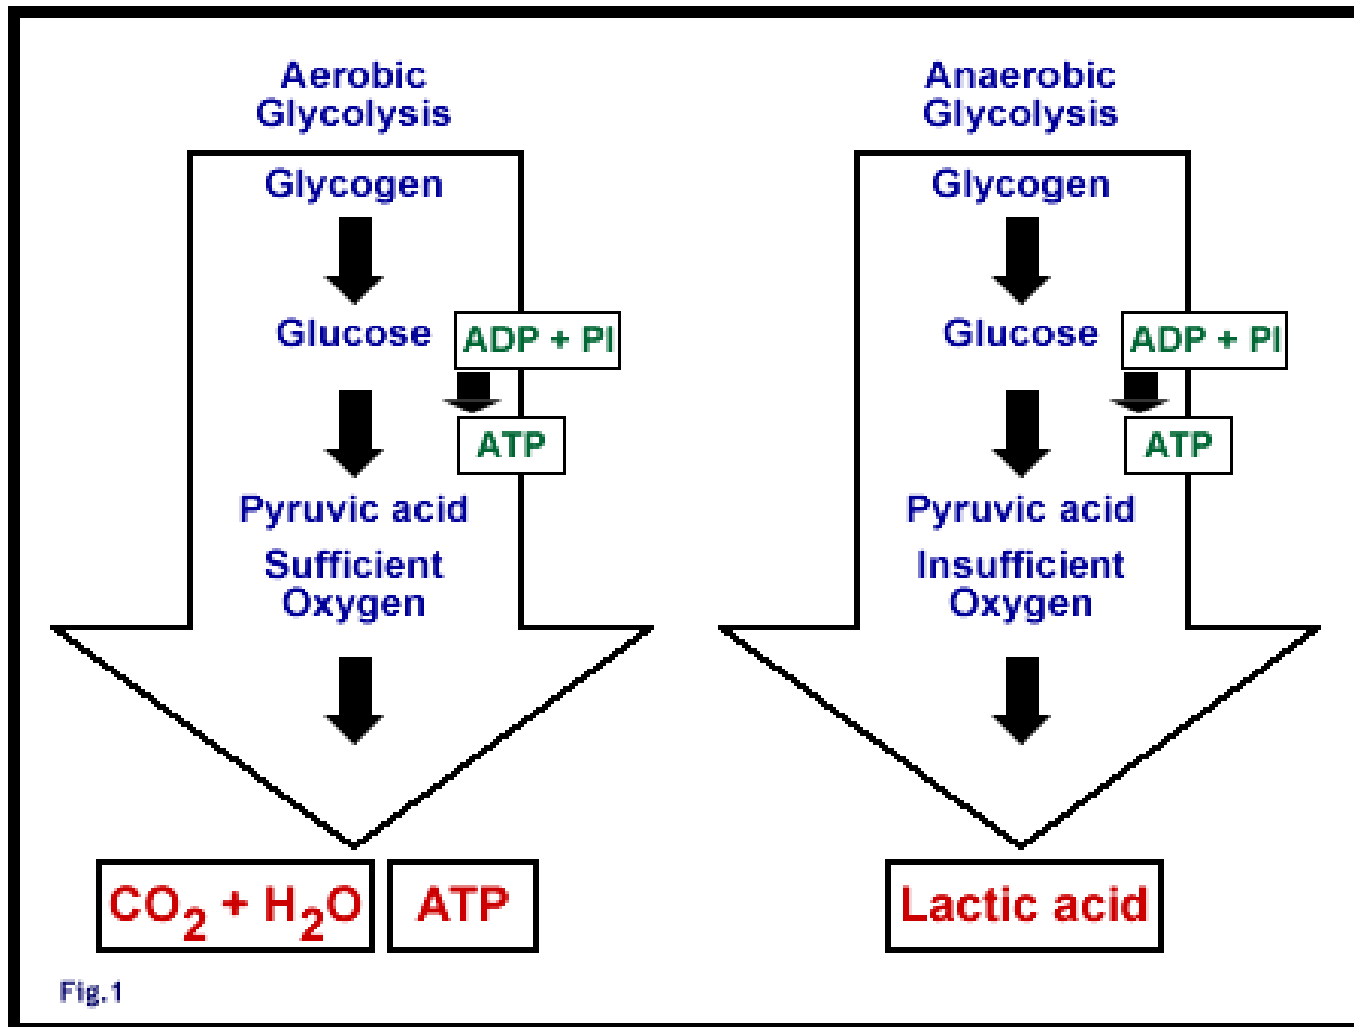 Aerobic
Glycolysis
Glycogen
Glucose
ADP + PI
ATP
Pyruvic acid
Sufficient
Oxygen
CO₂ + H₂O
ATP
Anaerobic
Glycolysis
Glycogen
Glucose
ADP + PI
ATP
Pyruvic acid
Insufficient
Oxygen
Lactic acid
Fig.1